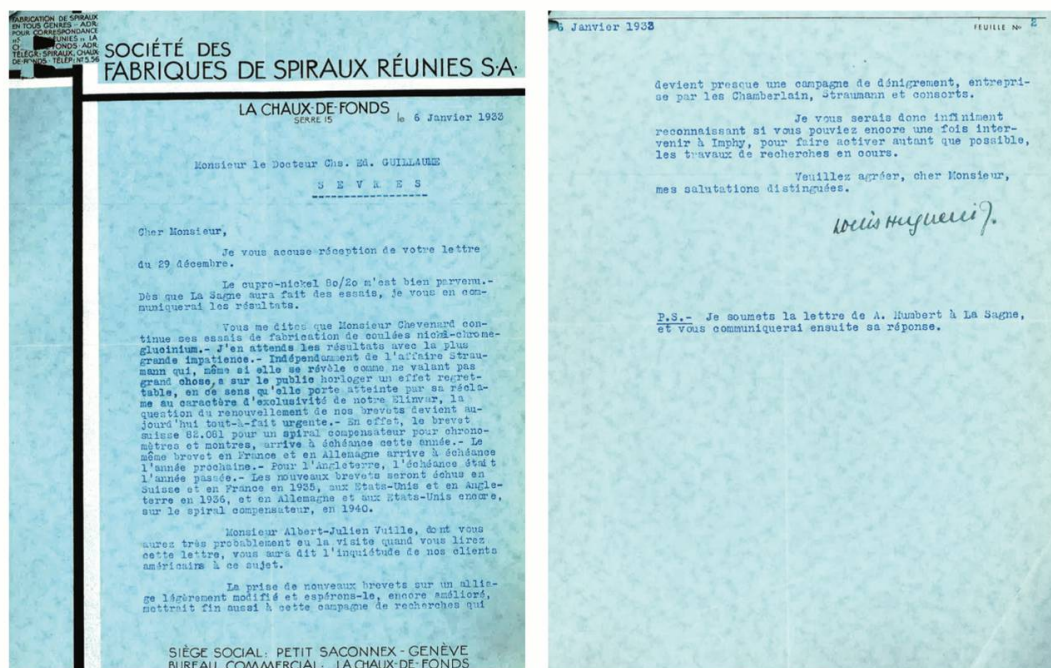 FABRICATION DE SPIRAUX
EN TOUS GENRES - ADR.
POUR CORRESPONDANCE
UNIES" LA
FONDS - ADR.
TÉLÉGR: SPIRAUX, CHAUX
DE-FONDS - TÉLÉP: Nº 5.56
SOCIÉTÉ DES
FABRIQUES DE SPIRAUX RÉUNIES S·A·
LA CHAUX-DE-FONDS
SERRE 15
le 6 Janvier 1933
Monsieur le Docteur Chs. Ed. GUILLAUME
S E V R E S
Cher Monsieur,
Je vous accuse réception de votre lettre
du 29 décembre.
Le cupro-nickel 80/20 m'est bien parvenu.-
Dès que La Sagne aura fait des essais, je vous en com-
muniquerai les résultats.
Vous me dites que Monsieur Chevenard con-
tinue ses essais de fabrication de coulées nickel-chrome-
glucinium.- J'en attends les résultats avec la plus
grande impatience.- Indépendamment de l'affaire Strau-
mann qui, même si elle se révèle comme ne valant pas
grand chose, a sur le public horloger un effet regret-
table, en ce sens qu'elle porte atteinte par sa récla-
me au caractère d'exclusivité de notre Elinvar, la
question du renouvellement de nos brevets devient au-
jourd'hui tout-à-fait urgente.- En effet, le brevet
suisse 88.081 pour un spiral compensateur pour chrono-
mètres et montres, arrive à échéance cette année.- Le
même brevet en France et en Allemagne arrive à échéance
l'année prochaine.- Pour l'Angleterre, l'échéance était
l'année passée.- Les nouveaux brevets seront échus en
Suisse et en France en 1935, aux Etats-Unis et en Angle-
terre en 1936, et en Allemagne et aux Etats-Unis encore,
sur le spiral compensateur, en 1940.
Monsieur Albert-Julien Vuille, dont vous
aurez très probablement eu la visite quand vous lirez
cette lettre, vous aura dit l'inquiétude de nos clients
américains à ce sujet.
La prise de nouveaux brevets sur un allia-
ge légèrement modifié et espérons-le, encore amélioré,
mettrait fin aussi à cette campagne de recherches qui
SIÈGE SOCIAL: PETIT SACONNEX - GENÈVE
BUREAU COMMERCIAL: LA CHAUX-DE-FONDS
6 Janvier 1933
FEUILLE Nº 2
devient presque une campagne de dénigrement, entrepri-
se par les Chamberlain, Straumann et consorts.
Je vous serais donc infiniment
reconnaissant si vous pouviez encore une fois inter-
venir à Imphy, pour faire activer autant que possible,
les travaux de recherches en cours.
Veuillez agréer, cher Monsieur,
mes salutations distinguées.
Louis Huguenin
P.S.- Je soumets la lettre de A. Humbert à La Sagne,
et vous communiquerai ensuite sa réponse.